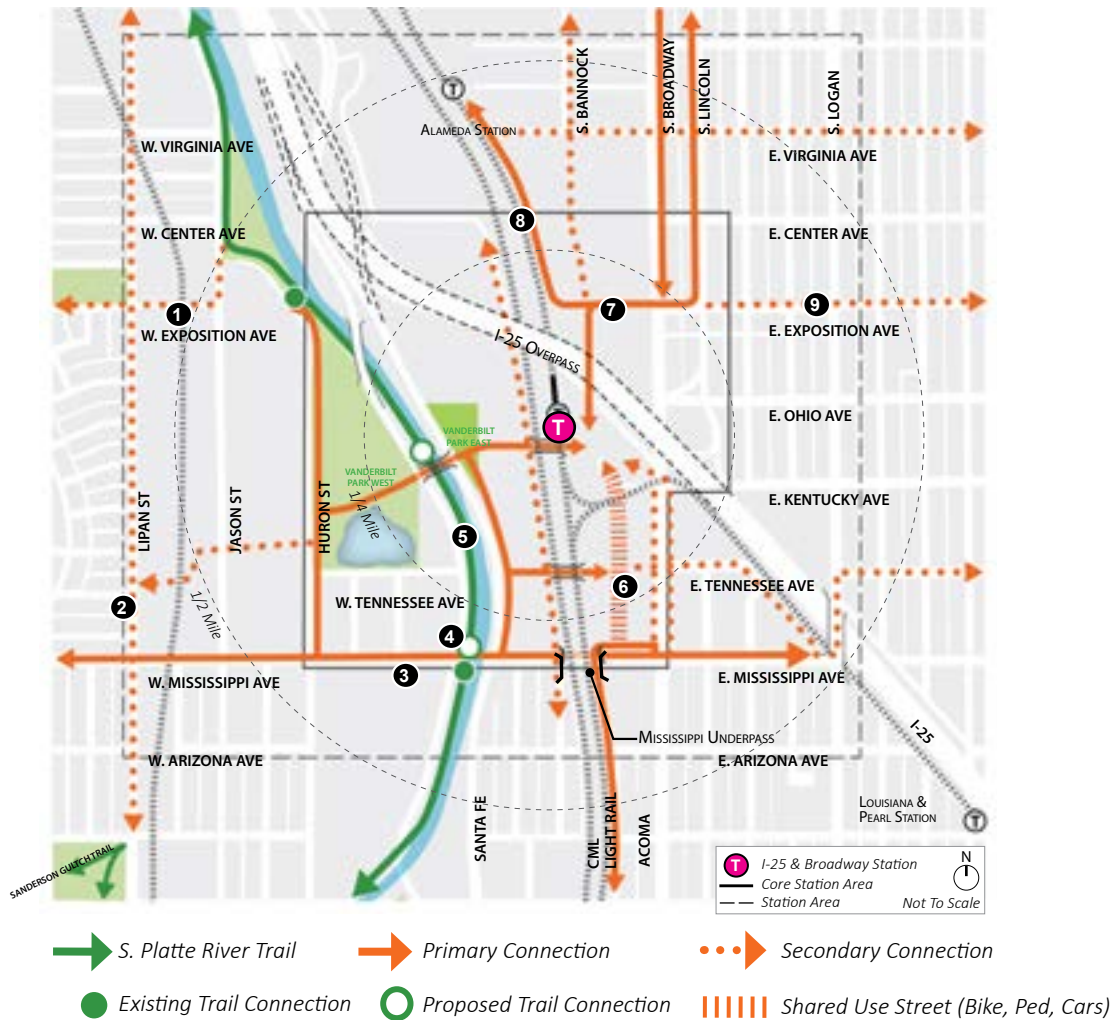 T
ALAMEDA STATION
S. BANNOCK
S. BROADWAY
S. LINCOLN
S. LOGAN
W. VIRGINIA AVE
E. VIRGINIA AVE
8
W. CENTER AVE
E. CENTER AVE
1
7
9
W. EXPOSITION AVE
E. EXPOSITION AVE
I-25 OVERPASS
E. OHIO AVE
T
VANDERBILT
PARK EAST
VANDERBILT
PARK WEST
1/4 Mile
E. KENTUCKY AVE
LIPAN ST
JASON ST
HURON ST
5
6
E. TENNESSEE AVE
2
1/2 Mile
W. TENNESSEE AVE
4
3
W. MISSISSIPPI AVE
E. MISSISSIPPI AVE
MISSISSIPPI UNDERPASS
I-25
W. ARIZONA AVE
E. ARIZONA AVE
SANTA FE
CML
LIGHT RAIL
ACOMA
LOUISIANA &
PEARL STATION
T
SANDERSON GULTCH TRAIL
T I-25 & Broadway Station
Core Station Area
Station Area
N
Not To Scale
S. Platte River Trail
Primary Connection
Secondary Connection
Existing Trail Connection
Proposed Trail Connection
Shared Use Street (Bike, Ped, Cars)